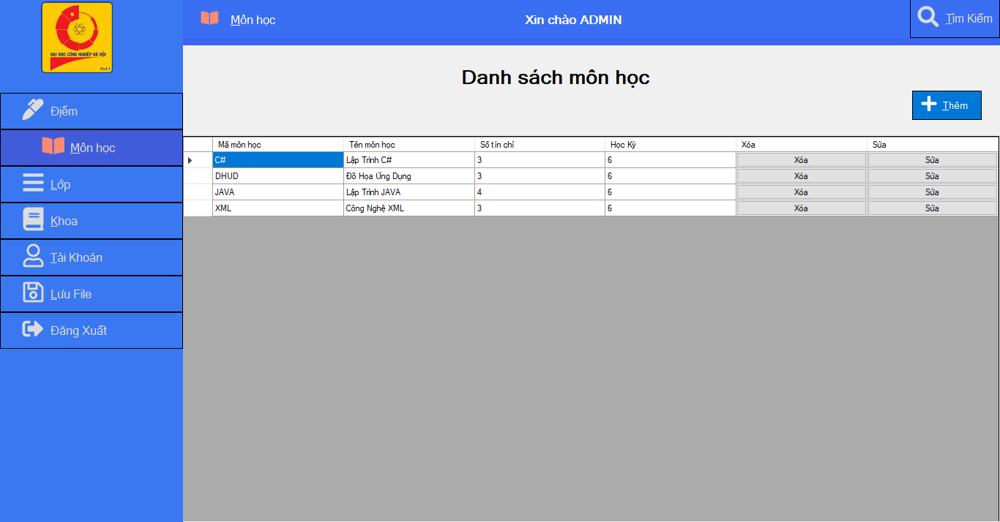 ĐẠI HỌC CÔNG NGHIỆP HÀ NỘI
HaUI
Môn học
Xin chào ADMIN
Tìm Kiếm
Điểm
Môn học
Lớp
Khoa
Tài Khoản
Lưu File
Đăng Xuất
Danh sách môn học
Thêm
Mã môn học Tên môn học Số tín chỉ Học Kỳ Xóa Sửa
C# Lập Trình C# 3 6 Xóa Sửa
DHUD Đồ Họa Ứng Dụng 3 6 Xóa Sửa
JAVA Lập Trình JAVA 4 6 Xóa Sửa
XML Công Nghệ XML 3 6 Xóa Sửa